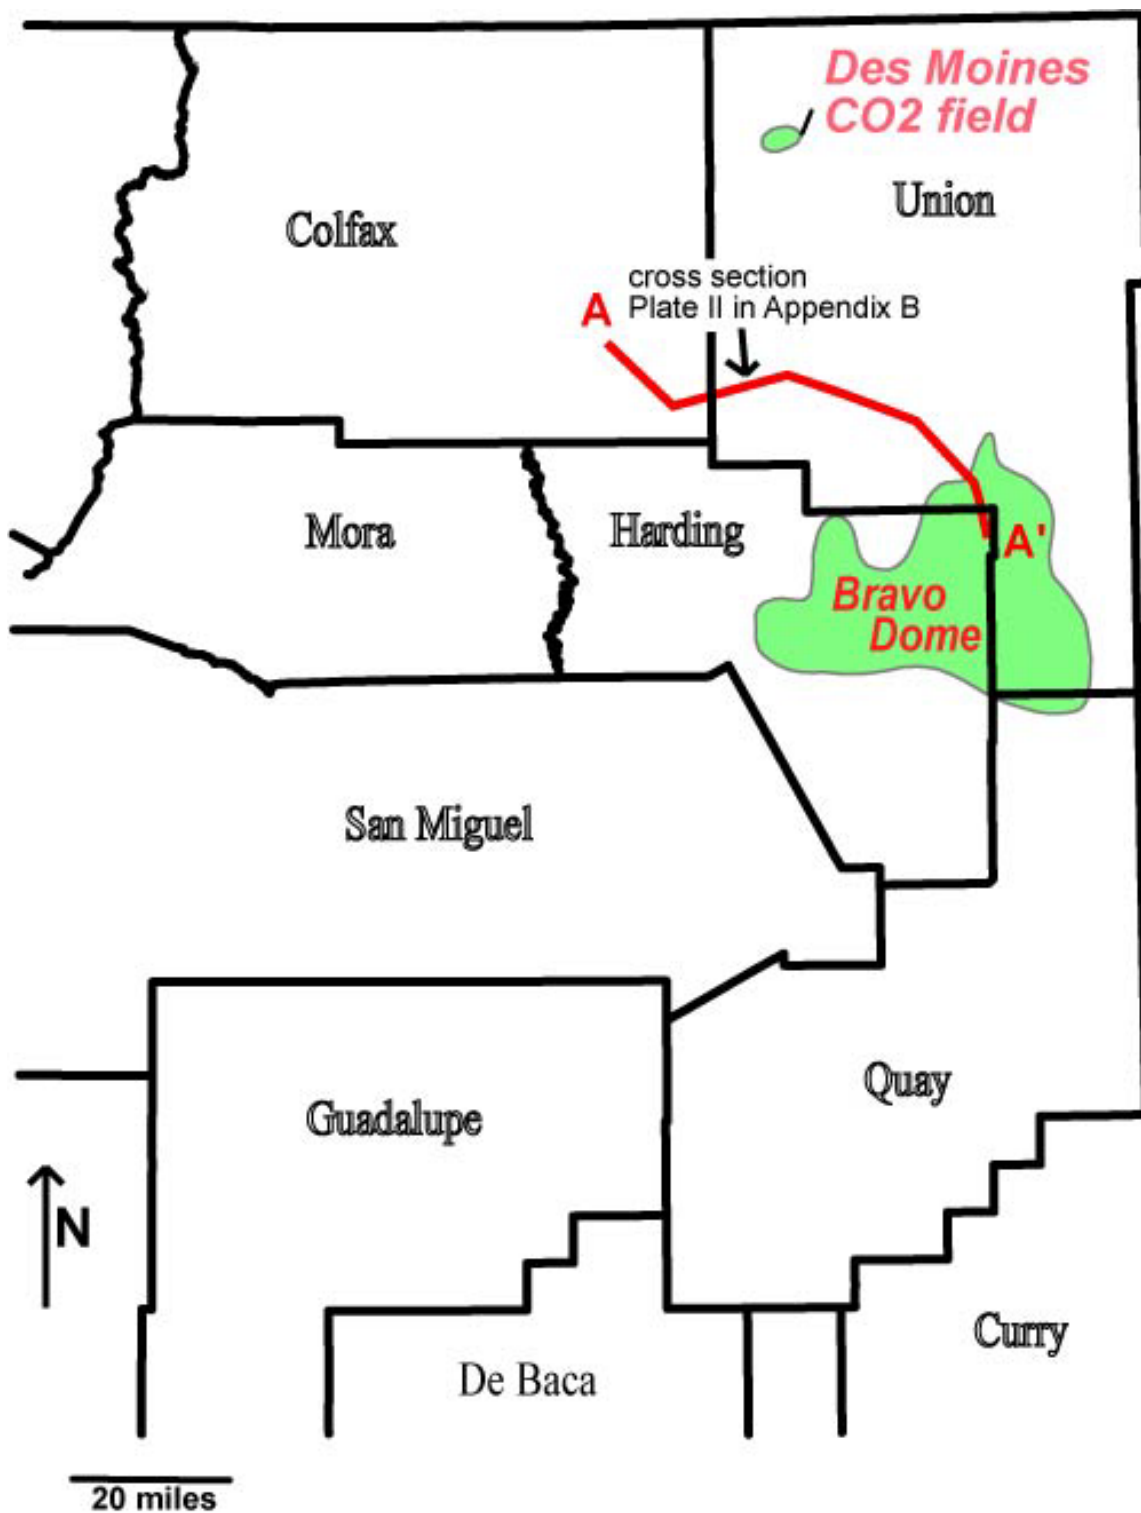 Des Moines
CO2 field
Union
Colfax
cross section
Plate II in Appendix B
A
Mora
Harding
A'
Bravo
Dome
San Miguel
Quay
Guadalupe
N
Curry
De Baca
20 miles